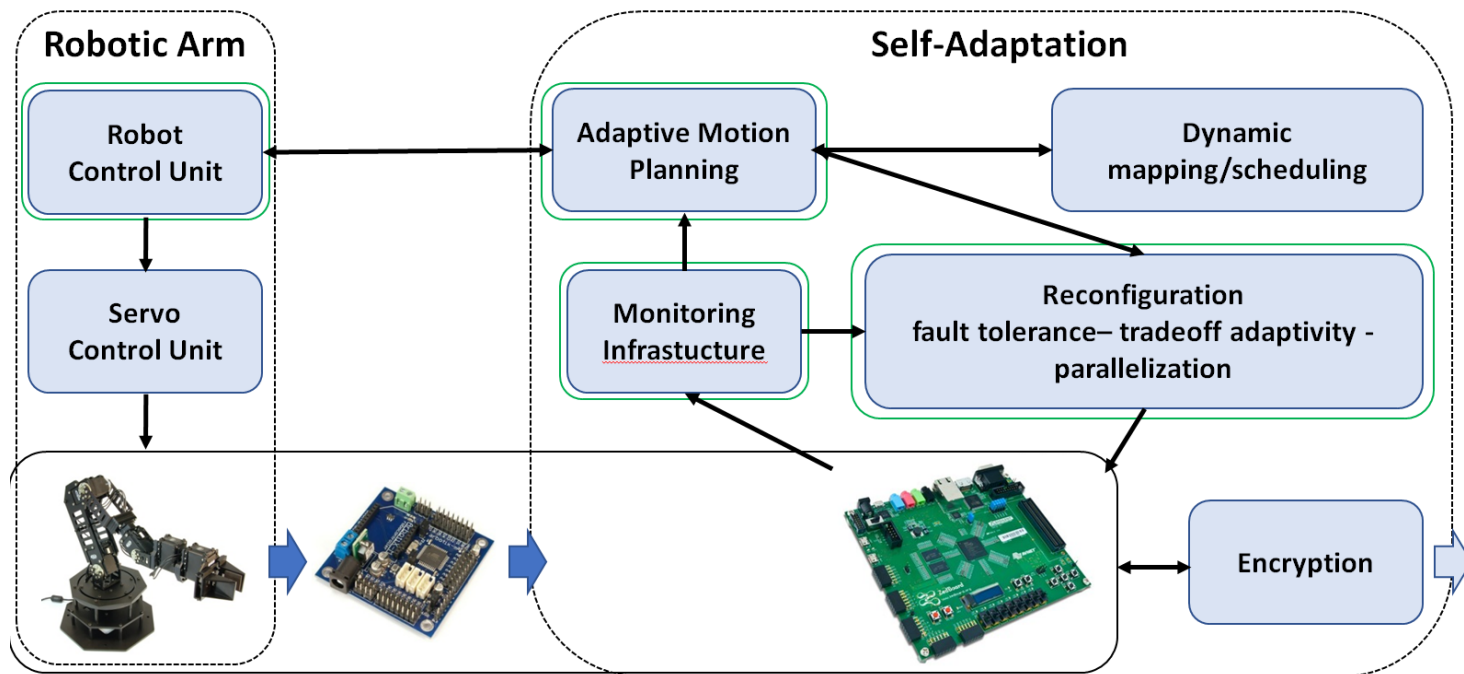 Robotic Arm
Self-Adaptation
Robot
Control Unit
Adaptive Motion
Planning
Dynamic
mapping/scheduling
Servo
Control Unit
Monitoring
Infrastucture
Reconfiguration
fault tolerance– tradeoff adaptivity -
parallelization
Encryption